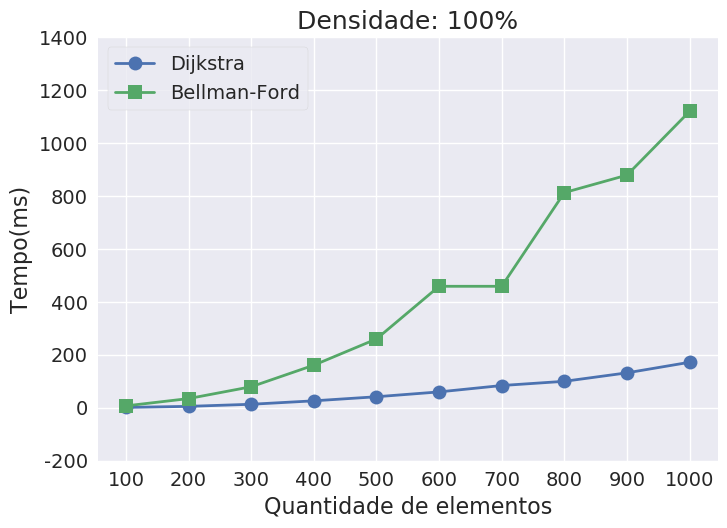 Densidade: 100%
1400
1200
1000
800
600
400
200
0
-200
Tempo(ms)
Dijkstra
Bellman-Ford
100 200 300 400 500 600 700 800 900 1000
Quantidade de elementos